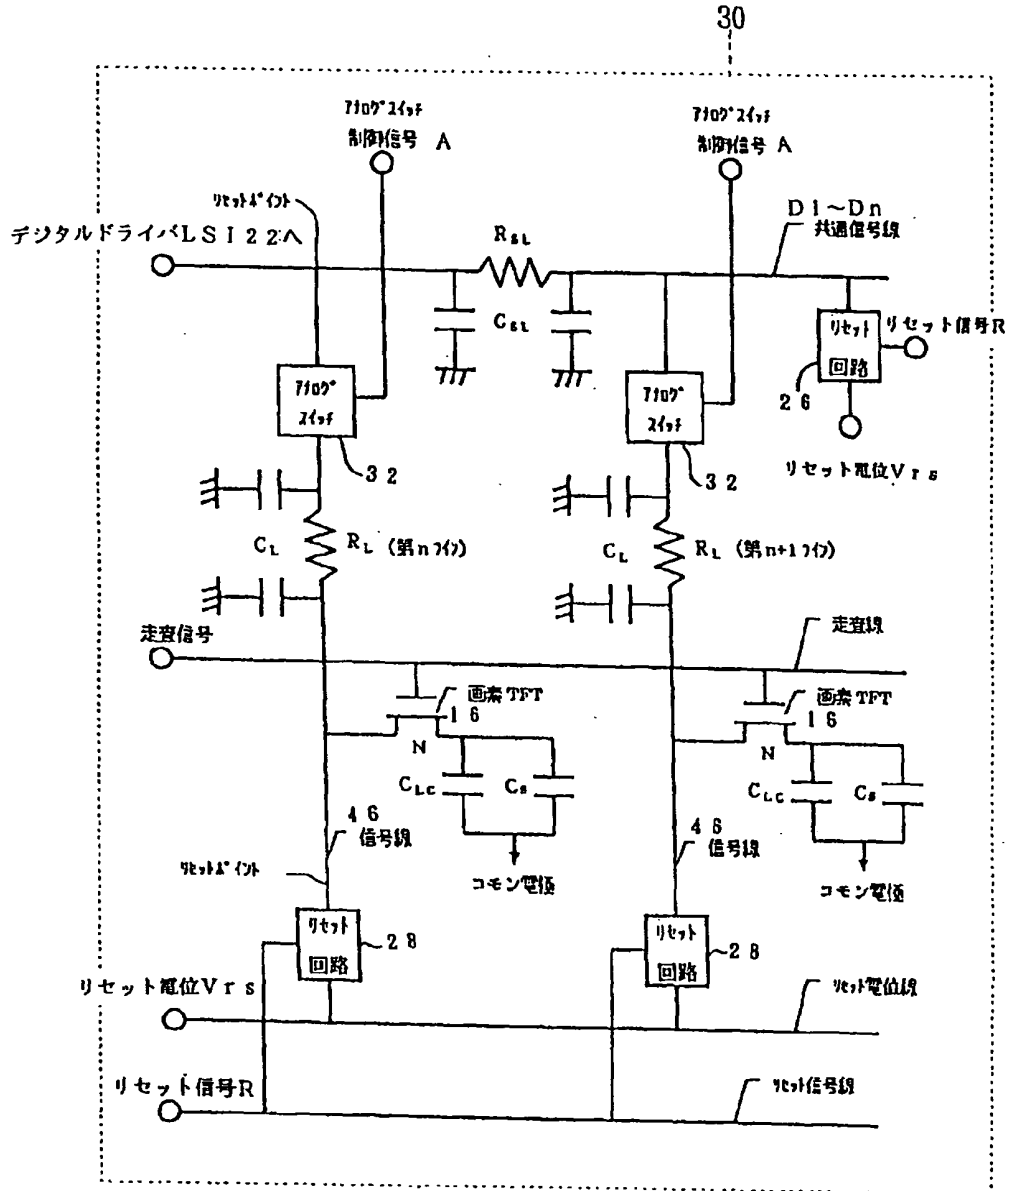 30
ｱﾅﾛｸﾞｽｲｯﾁ
制御信号 A
ｱﾅﾛｸﾞｽｲｯﾁ
制御信号 A
ﾘｾｯﾄﾎﾟｲﾝﾄ
デジタルドライバLSI22へ
RSL
D1～Dn
共通信号線
CSL
リセット
回路
リセット信号R
26
リセット電位Vrs
ｱﾅﾛｸﾞ
ｽｲｯﾁ
32
ｱﾅﾛｸﾞ
ｽｲｯﾁ
32
CL
RL (第nﾗｲﾝ)
CL
RL (第n+1ﾗｲﾝ)
走査信号
走査線
画素TFT
16
N
CLC
CS
コモン電極
画素TFT
16
N
CLC
CS
コモン電極
46
信号線
46
信号線
ﾘｾｯﾄﾎﾟｲﾝﾄ
ﾘｾｯﾄ
回路
28
ﾘｾｯﾄ
回路
28
リセット電位Vrs
ﾘｾｯﾄ電位線
リセット信号R
ﾘｾｯﾄ信号線